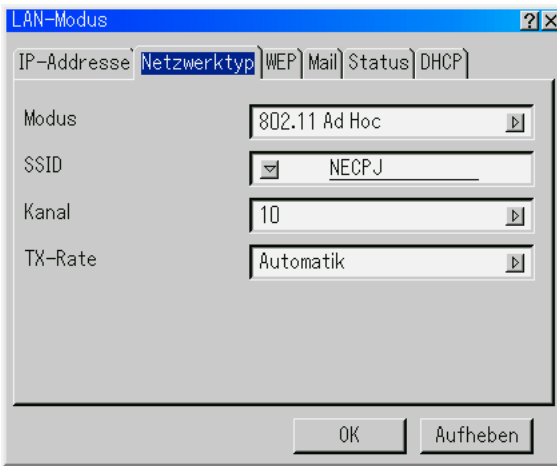 LAN-Modus
IP-Addresse Netzwerktyp WEP Mail Status DHCP
Modus 802.11 Ad Hoc
SSID NECPJ
Kanal 10
TX-Rate Automatik
OK Aufheben